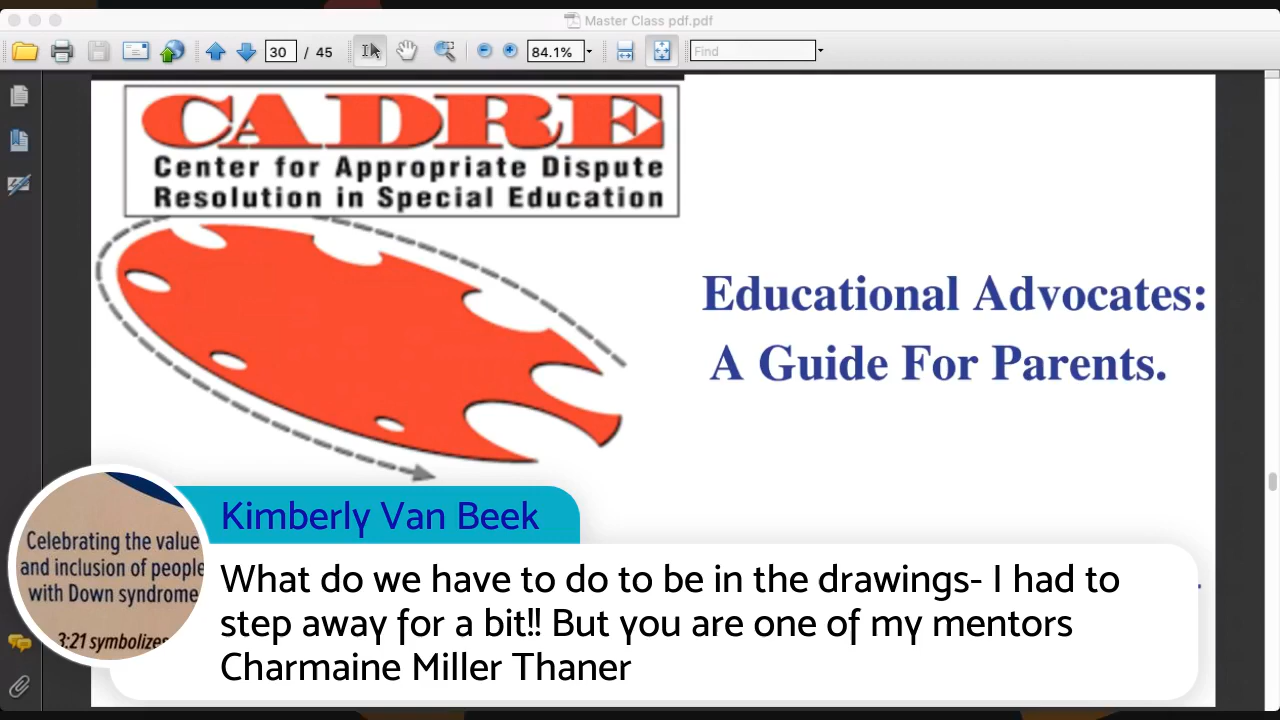 Master Class pdf.pdf
30 / 45
84.1%
Find
CADRE
Center for Appropriate Dispute
Resolution in Special Education
Educational Advocates:
A Guide For Parents.
Kimberly Van Beek
What do we have to do to be in the drawings- I had to
step away for a bit!! But you are one of my mentors
Charmaine Miller Thaner
Celebrating the value
and inclusion of people
with Down syndrome
3:21 symbolizes